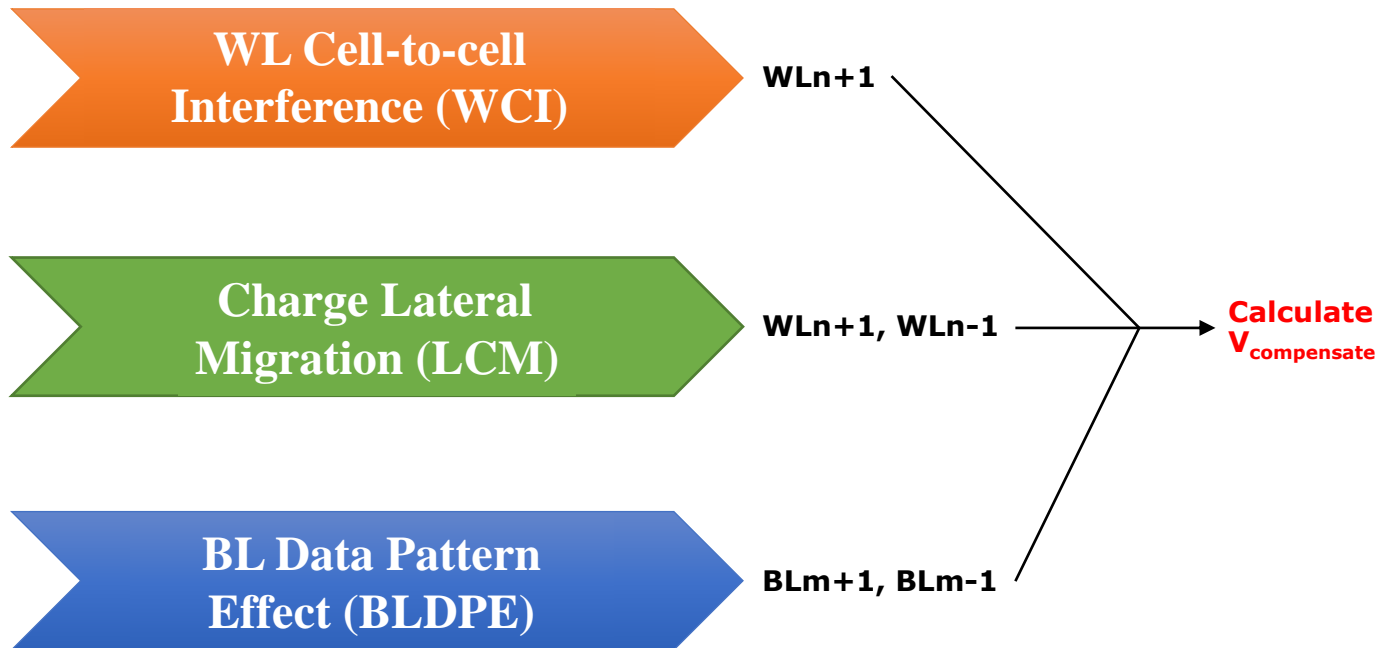 WL Cell-to-cell
Interference (WCI)
WLn+1
Charge Lateral
Migration (LCM)
WLn+1, WLn-1
Calculate
Vcompensate
BL Data Pattern
Effect (BLDPE)
BLm+1, BLm-1